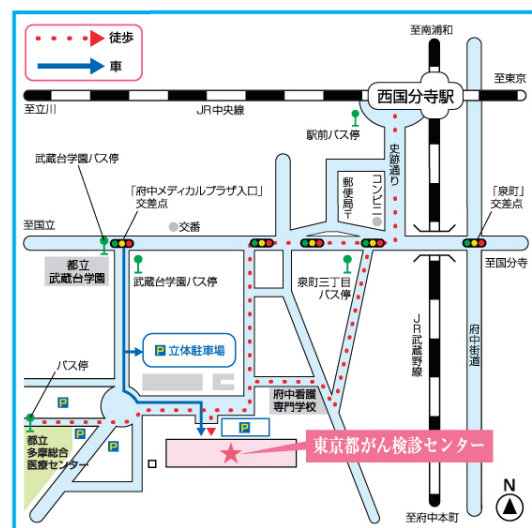 徒歩
車
至南浦和
至東京
西国分寺駅
至立川
JR中央線
駅前バス停
史跡通り
武蔵台学園バス停
「府中メディカルプラザ入口」
交差点
郵便局〒
コンビニ
「泉町」
交差点
至国立
交番
都立
武蔵台学園
武蔵台学園バス停
泉町三丁目
バス停
至国分寺
P 立体駐車場
JR武蔵野線
府中街道
バス停
P
府中看護
専門学校
P
P
P
都立
多摩総合
医療センター
東京都がん検診センター
N
至府中本町